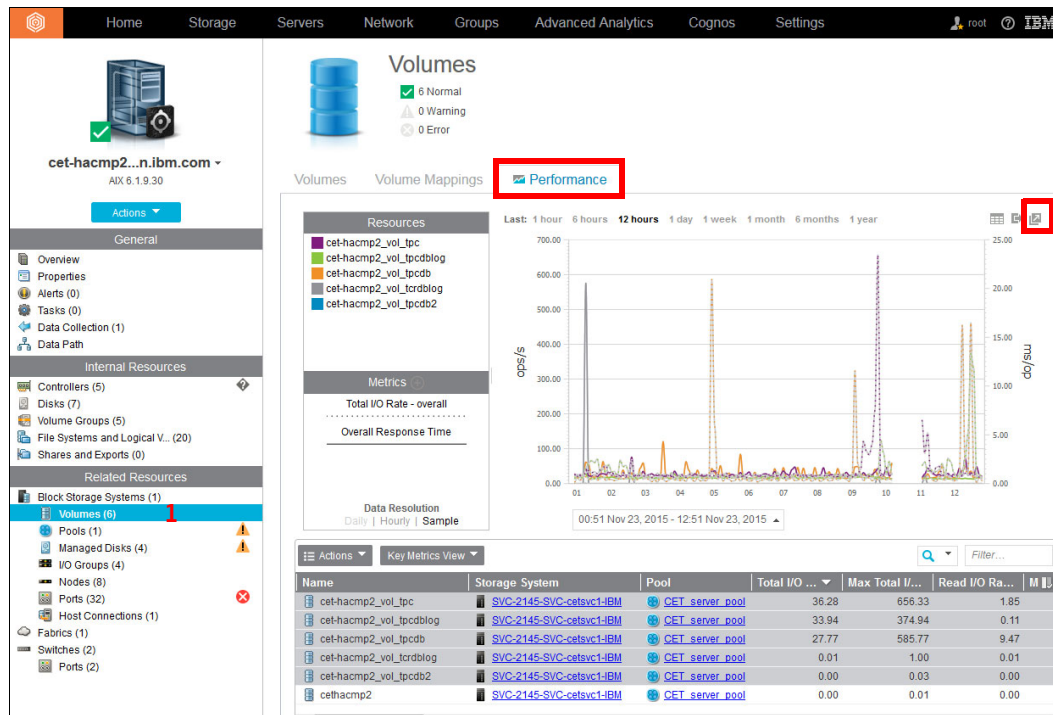 Home Storage Servers Network Groups Advanced Analytics Cognos Settings root IBM
cet-hacmp2...n.ibm.com
AIX 6.1.9.30
Actions
General
Overview
Properties
Alerts (0)
Tasks (0)
Data Collection (1)
Data Path
Internal Resources
Controllers (5)
Disks (7)
Volume Groups (5)
File Systems and Logical V... (20)
Shares and Exports (0)
Related Resources
Block Storage Systems (1)
Volumes (6) 1
Pools (1)
Managed Disks (4)
I/O Groups (4)
Nodes (8)
Ports (32)
Host Connections (1)
Fabrics (1)
Switches (2)
Ports (2)
Volumes
6 Normal
0 Warning
0 Error
Volumes Volume Mappings Performance
Resources
cet-hacmp2_vol_tpc
cet-hacmp2_vol_tpcdblog
cet-hacmp2_vol_tpcdb
cet-hacmp2_vol_tcrdblog
cet-hacmp2_vol_tpcdb2
Metrics
Total I/O Rate - overall
Overall Response Time
Data Resolution
Daily | Hourly | Sample
Last: 1 hour 6 hours 12 hours 1 day 1 week 1 month 6 months 1 year
700.00 25.00
600.00
20.00
500.00
15.00
400.00
ops/s ms/op
300.00
10.00
200.00
5.00
100.00
0.00 0.00
01 02 03 04 05 06 07 08 09 10 11 12
00:51 Nov 23, 2015 - 12:51 Nov 23, 2015
Actions Key Metrics View Filter...
Name Storage System Pool Total I/O ... Max Total I/... Read I/O Ra... M
cet-hacmp2_vol_tpc SVC-2145-SVC-cetsvc1-IBM CET_server_pool 36.28 656.33 1.85
cet-hacmp2_vol_tpcdblog SVC-2145-SVC-cetsvc1-IBM CET_server_pool 33.94 374.94 0.11
cet-hacmp2_vol_tpcdb SVC-2145-SVC-cetsvc1-IBM CET_server_pool 27.77 585.77 9.47
cet-hacmp2_vol_tcrdblog SVC-2145-SVC-cetsvc1-IBM CET_server_pool 0.01 1.00 0.01
cet-hacmp2_vol_tpcdb2 SVC-2145-SVC-cetsvc1-IBM CET_server_pool 0.00 0.03 0.00
cethacmp2 SVC-2145-SVC-cetsvc1-IBM CET_server_pool 0.00 0.01 0.00